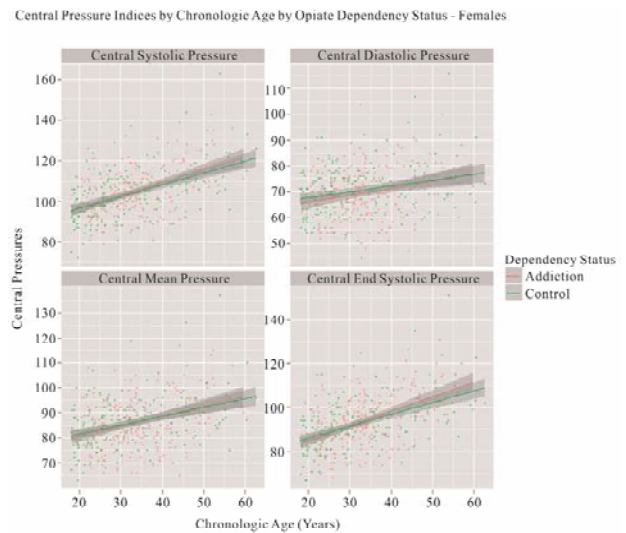 Central Pressure Indices by Chronologic Age by Opiate Dependency Status - Females
Central Systolic Pressure
Central Diastolic Pressure
160
140
120
100
80
110
100
90
80
70
60
50
Central Mean Pressure
Central End Systolic Pressure
130
120
110
100
90
80
70
140
120
100
80
20 30 40 50 60
20 30 40 50 60
Central Pressures
Chronologic Age (Years)
Dependency Status
Addiction
Control